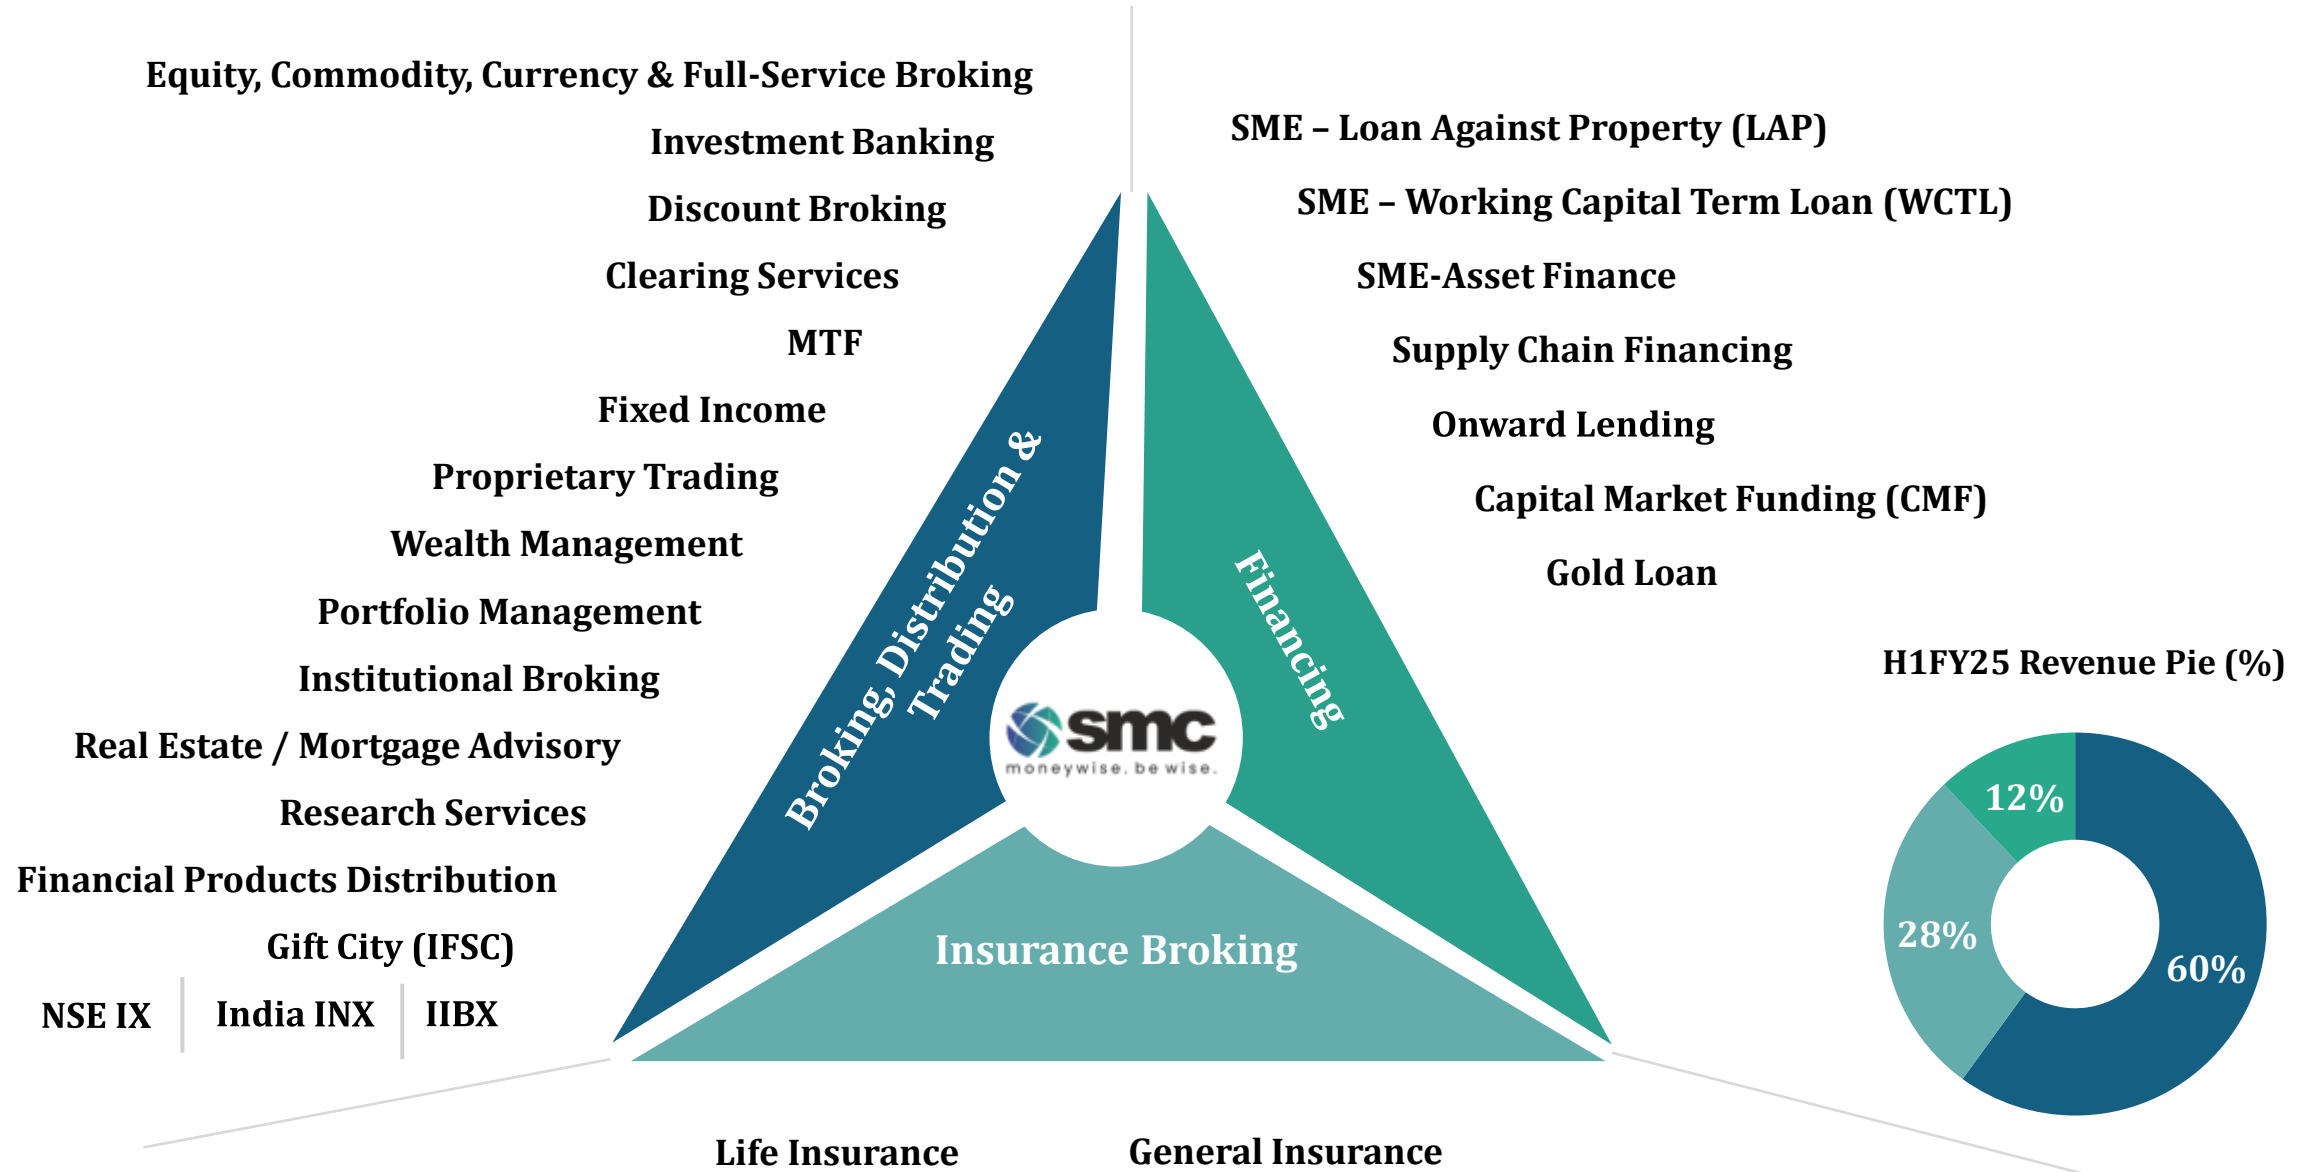 Equity, Commodity, Currency & Full-Service Broking
Investment Banking
Discount Broking
Clearing Services
MTF
Fixed Income
Proprietary Trading
Wealth Management
Portfolio Management
Institutional Broking
Real Estate / Mortgage Advisory
Research Services
Financial Products Distribution
Gift City (IFSC)
NSE IX
India INX
IIBX
Broking, Distribution &
Trading
SME – Loan Against Property (LAP)
SME – Working Capital Term Loan (WCTL)
SME-Asset Finance
Supply Chain Financing
Onward Lending
Capital Market Funding (CMF)
Gold Loan
Financing
smc
moneywise. be wise.
Insurance Broking
Life Insurance
General Insurance
H1FY25 Revenue Pie (%)
12%
28%
60%